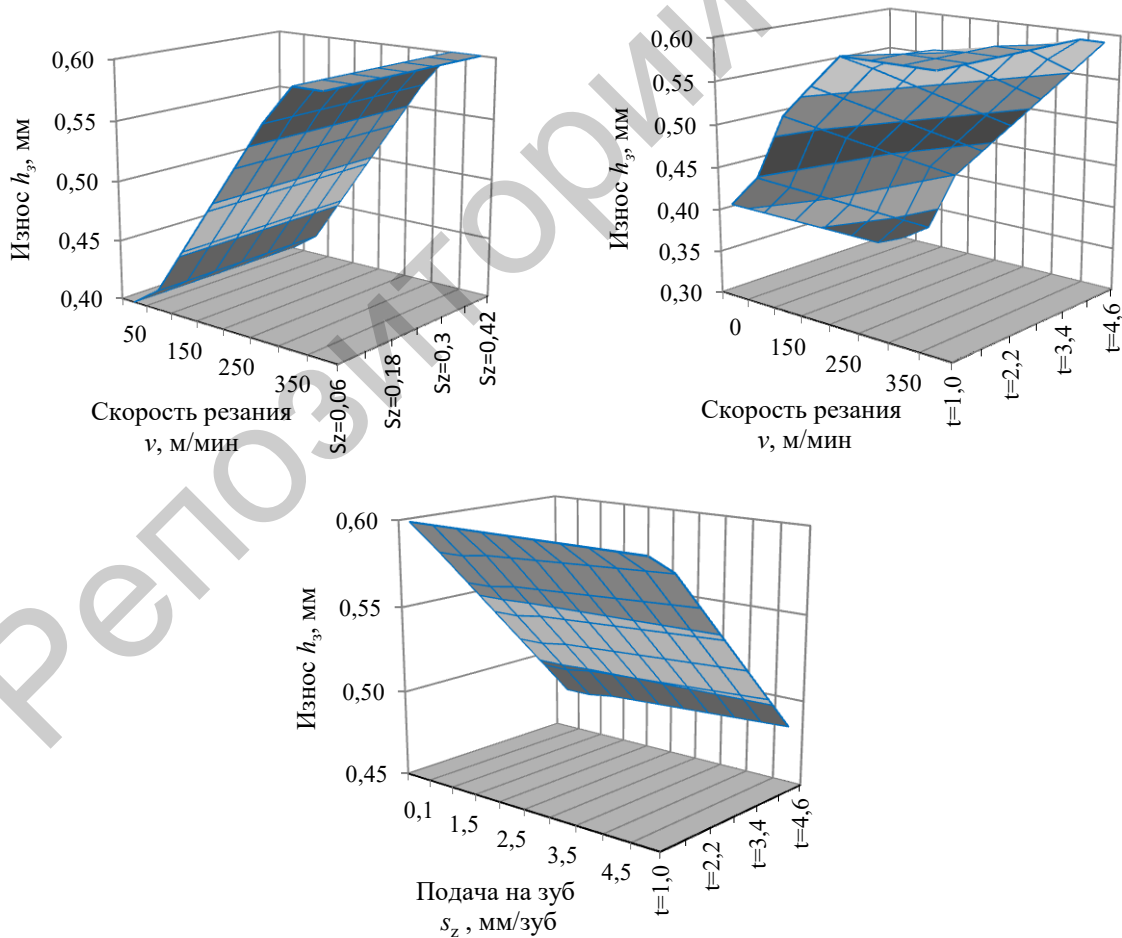 0,60
0,55
0,50
0,45
0,40
Износ hз, мм
50
150
250
350
Sz=0,06
Sz=0,18
Sz=0,3
Sz=0,42
Скорость резания
v, м/мин
0,60
0,55
0,50
0,45
0,40
0,35
0,30
Износ hз, мм
0
150
250
350
t=1,0
t=2,2
t=3,4
t=4,6
Скорость резания
v, м/мин
0,60
0,55
0,50
0,45
Износ hз, мм
0,1
1,5
2,5
3,5
4,5
t=1,0
t=2,2
t=3,4
t=4,6
Подача на зуб
sz , мм/зуб
Репозиторий